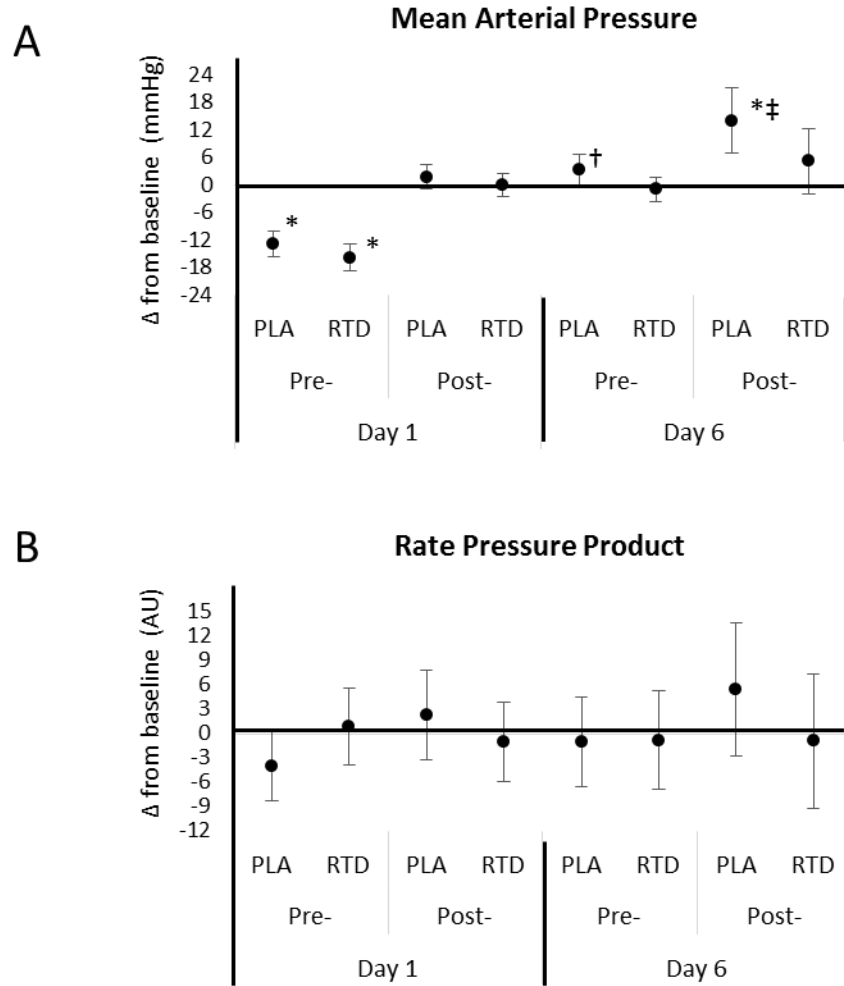 A
Mean Arterial Pressure
Δ from baseline (mmHg)
24
18
12
6
0
-6
-12
-18
-24
*
*
†
*‡
PLA RTD PLA RTD PLA RTD PLA RTD
Pre- Post- Pre- Post-
Day 1 Day 6
B
Rate Pressure Product
Δ from baseline (AU)
15
12
9
6
3
0
-3
-6
-9
-12
PLA RTD PLA RTD PLA RTD PLA RTD
Pre- Post- Pre- Post-
Day 1 Day 6